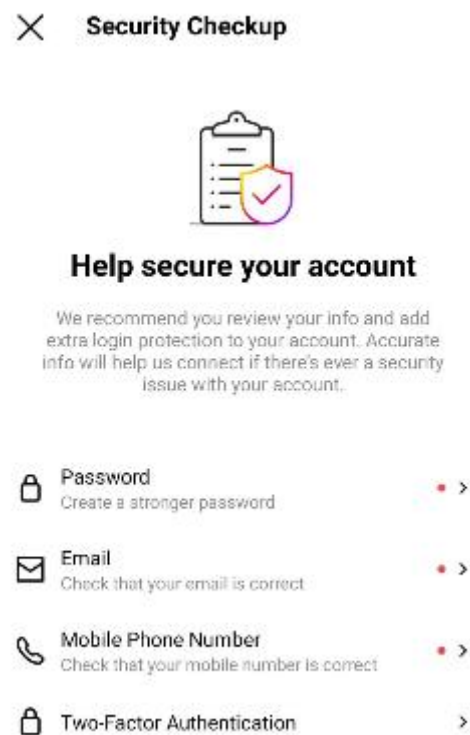 Security Checkup
Help secure your account
We recommend you review your info and add
extra login protection to your account. Accurate
info will help us connect if there's ever a security
issue with your account.
Password
Create a stronger password
Email
Check that your email is correct
Mobile Phone Number
Check that your mobile number is correct
Two-Factor Authentication